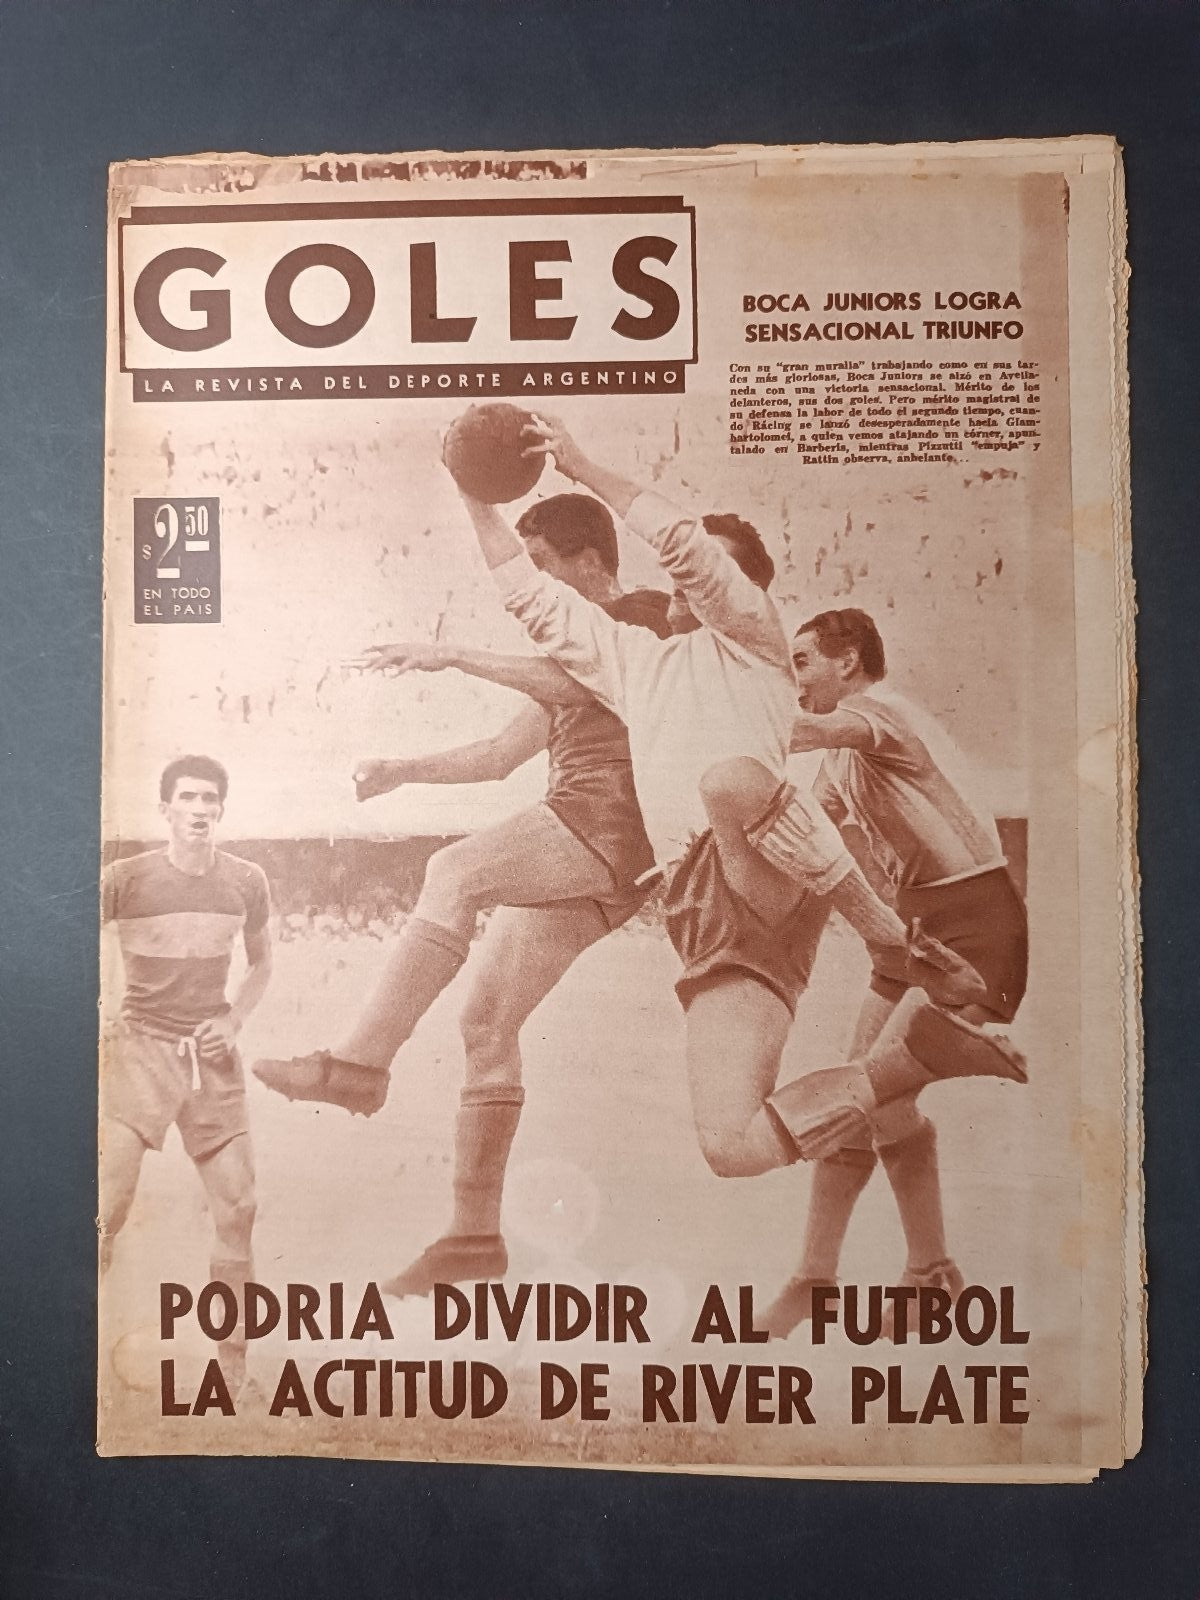 GOLES
LA REVISTA DEL DEPORTE ARGENTINO
BOCA JUNIORS LOGRA
SENSACIONAL TRIUNFO
Con su "gran muralla" trabajando como en sus tar-
des más gloriosas, Boca Juniors se alzó en Avella-
neda con una victoria sensacional. Mérito de los
delanteros, sus dos goles. Pero mérito magistral de
su defensa la labor de todo el segundo tiempo, cuan-
do Rácing se lanzó desesperadamente hacia Giam-
bartolomei, a quien vemos atajando un córner, apun-
talado en Barberis, mientras Pizzutti "empuja" y
Rattin observa, anhelante...
$ 2.50
EN TODO
EL PAIS
PODRIA DIVIDIR AL FUTBOL
LA ACTITUD DE RIVER PLATE